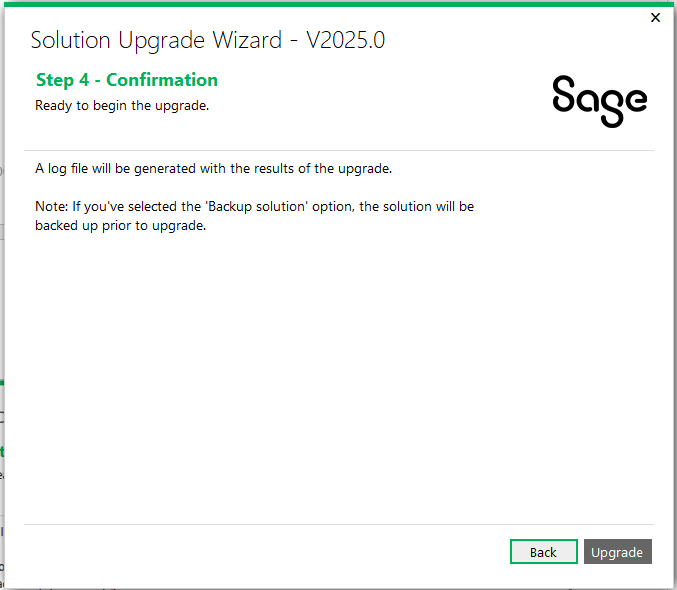 Solution Upgrade Wizard - V2025.0
Step 4 - Confirmation
Ready to begin the upgrade.
Sage
A log file will be generated with the results of the upgrade.
Note: If you've selected the 'Backup solution' option, the solution will be
backed up prior to upgrade.
Back
Upgrade